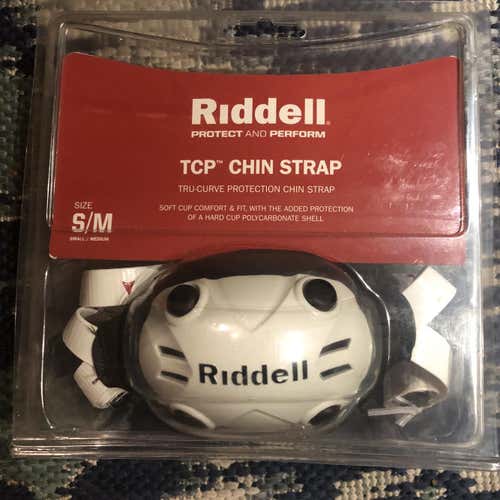 Riddell
PROTECT AND PERFORM
TCP™ CHIN STRAP
TRU-CURVE PROTECTION CHIN STRAP
SOFT CUP COMFORT & FIT, WITH THE ADDED PROTECTION
OF A HARD CUP POLYCARBONATE SHELL
SIZE
S/M
SMALL / MEDIUM
Riddell